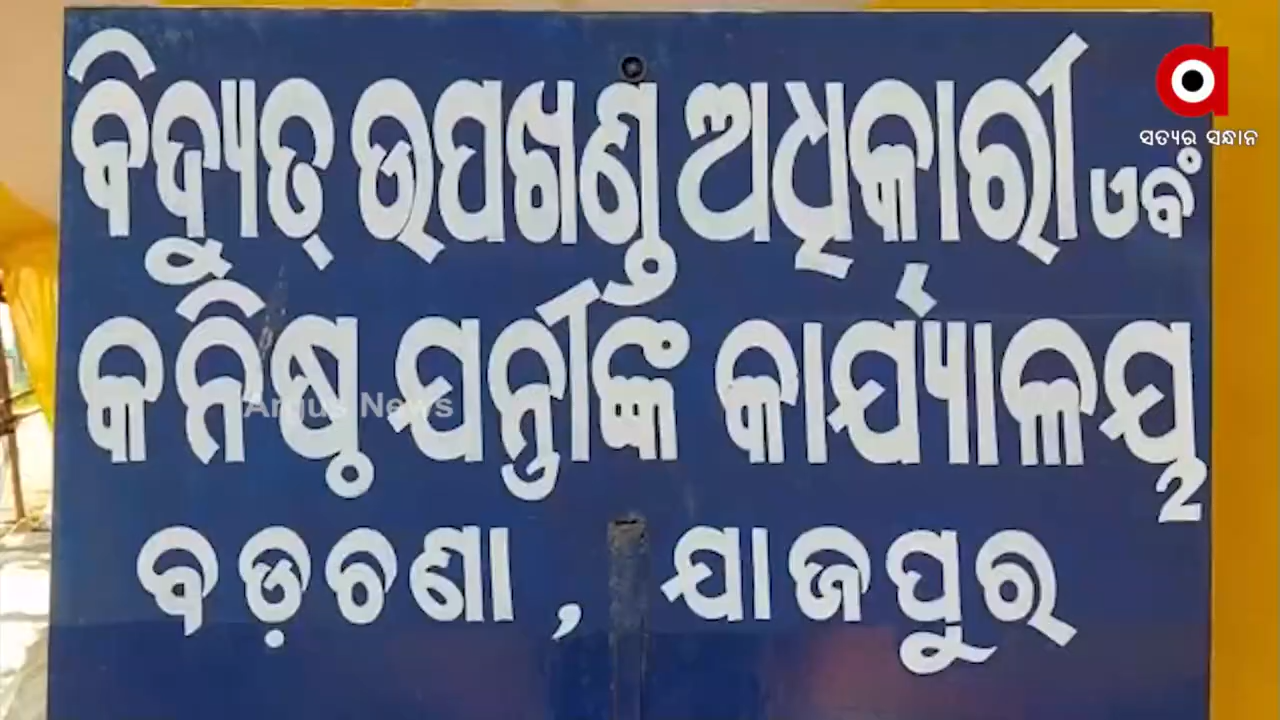 ବିଦ୍ୟୁତ୍ ଉପଖଣ୍ଡ ଅଧିକାରୀ ଏବଂ
କନିଷ୍ଠ ଯନ୍ତ୍ରୀଙ୍କ କାର୍ଯ୍ୟାଳୟ
ବଡ଼ଚଣା , ଯାଜପୁର
a
ସତ୍ୟର ସନ୍ଧାନ
Argus News